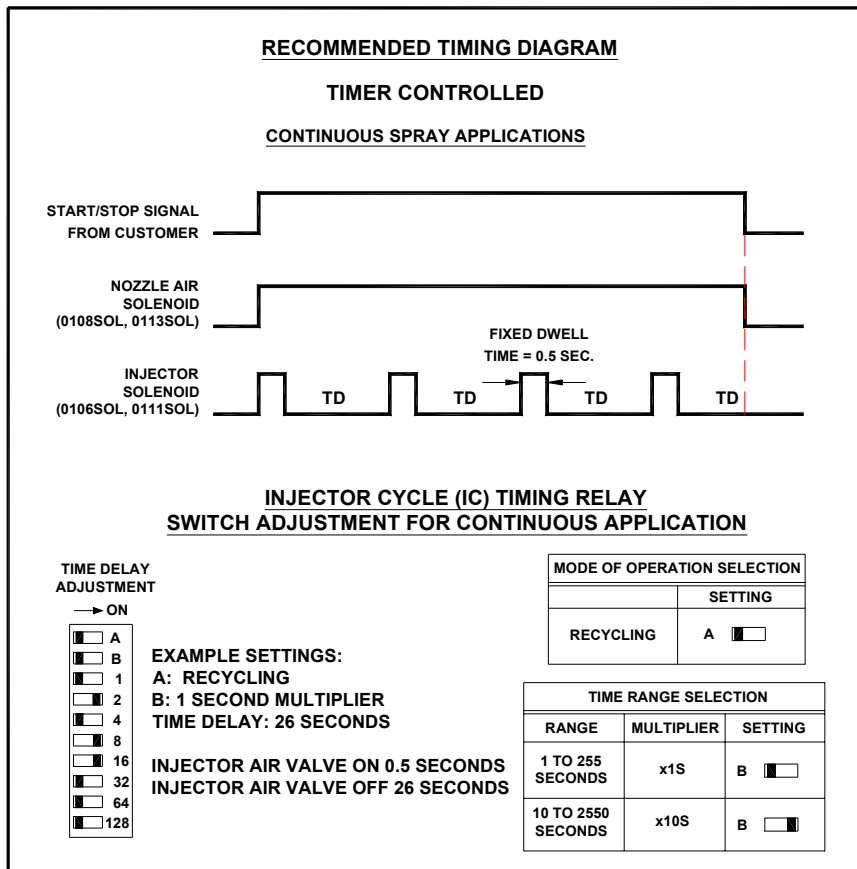 RECOMMENDED TIMING DIAGRAM
TIMER CONTROLLED
CONTINUOUS SPRAY APPLICATIONS
START/STOP SIGNAL
FROM CUSTOMER
NOZZLE AIR
SOLENOID
(0108SOL, 0113SOL)
FIXED DWELL
TIME = 0.5 SEC.
INJECTOR
SOLENOID
(0106SOL, 0111SOL)
TD TD TD TD
INJECTOR CYCLE (IC) TIMING RELAY
SWITCH ADJUSTMENT FOR CONTINUOUS APPLICATION
TIME DELAY
ADJUSTMENT
ON
A
B
1
2
4
8
16
32
64
128
EXAMPLE SETTINGS:
A: RECYCLING
B: 1 SECOND MULTIPLIER
TIME DELAY: 26 SECONDS
INJECTOR AIR VALVE ON 0.5 SECONDS
INJECTOR AIR VALVE OFF 26 SECONDS
MODE OF OPERATION SELECTION
SETTING
RECYCLING A
TIME RANGE SELECTION
RANGE MULTIPLIER SETTING
1 TO 255
SECONDS
x1S
B
10 TO 2550
SECONDS
x10S
B